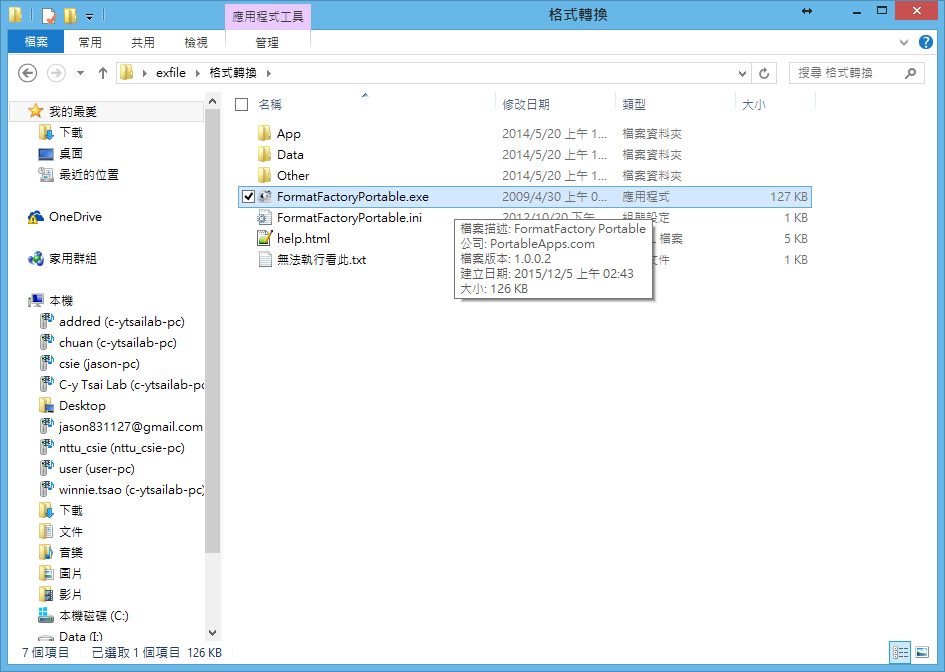 應用程式工具
格式轉換
檔案
常用
共用
檢視
管理
exfile
格式轉換
搜尋 格式轉換
我的最愛
下載
桌面
最近的位置
OneDrive
家用群組
本機
addred (c-ytsailab-pc)
chuan (c-ytsailab-pc)
csie (jason-pc)
C-y Tsai Lab (c-ytsailab-pc
Desktop
jason831127@gmail.com
nttu_csie (nttu_csie-pc)
user (user-pc)
winnie.tsao (c-ytsailab-pc)
下載
文件
音樂
圖片
影片
本機磁碟 (C:)
Data (I:)
名稱 修改日期 類型 大小
App 2014/5/20 上午 1... 檔案資料夾
Data 2014/5/20 上午 1... 檔案資料夾
Other 2014/5/20 上午 1... 檔案資料夾
FormatFactoryPortable.exe 2009/4/30 上午 0... 應用程式 127 KB
FormatFactoryPortable.ini 2012/10/20 下午 組態設定 1 KB
help.html 檔案 5 KB
無法執行看此.txt 文件 1 KB
檔案描述: FormatFactory Portable
公司: PortableApps.com
檔案版本: 1.0.0.2
建立日期: 2015/12/5 上午 02:43
大小: 126 KB
7 個項目 已選取 1 個項目 126 KB